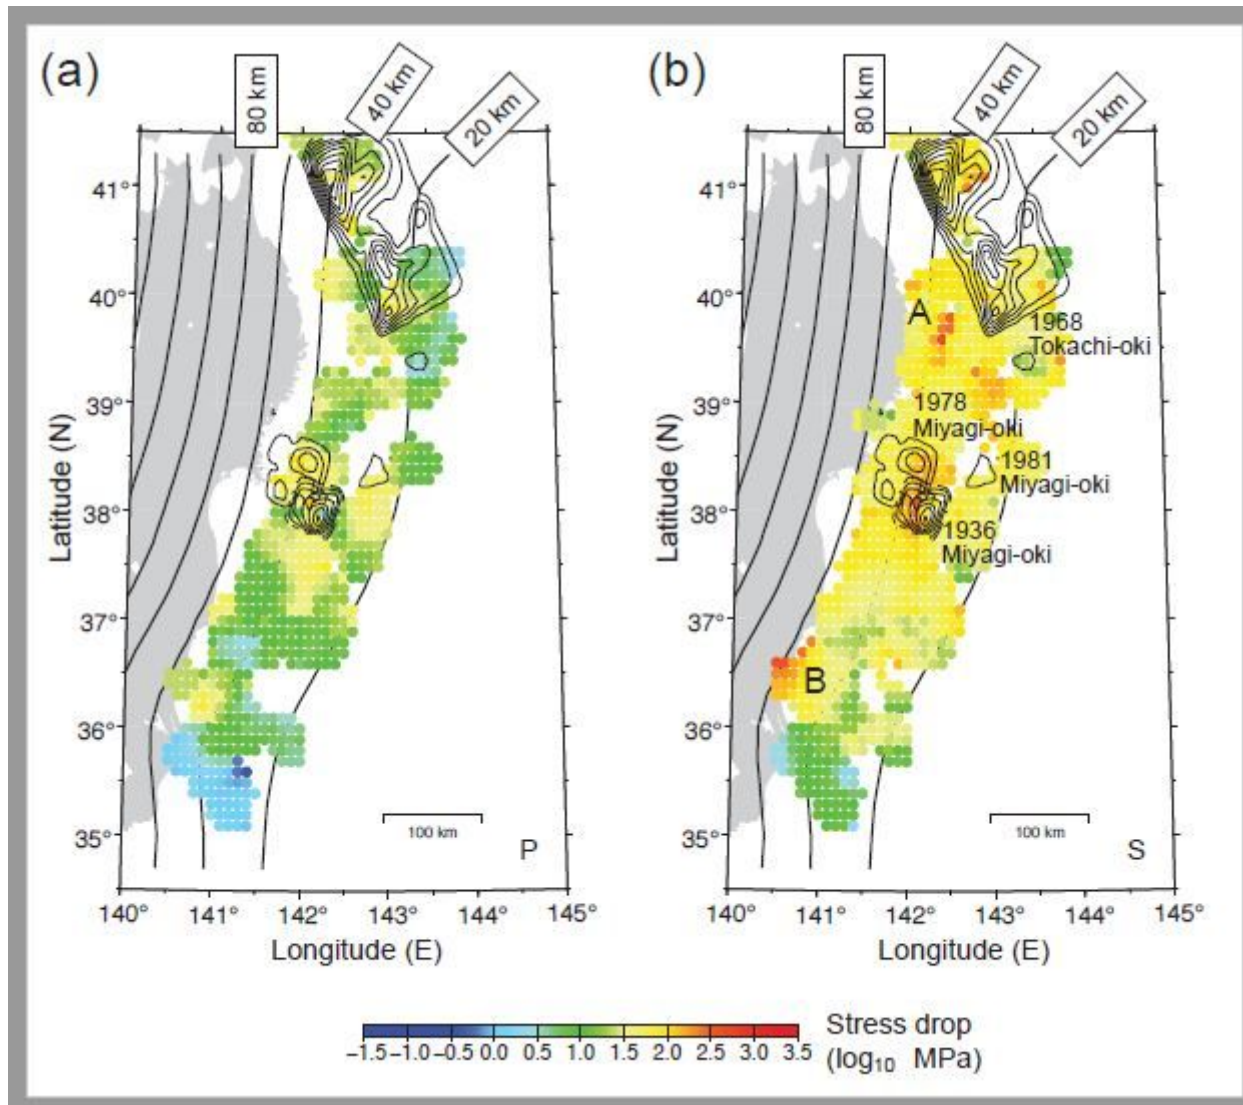 (a)
80 km
40 km
20 km
41°
40°
39°
38°
37°
36°
35°
Latitude (N)
100 km
P
140° 141° 142° 143° 144° 145°
Longitude (E)
(b)
80 km
40 km
20 km
41°
40°
39°
38°
37°
36°
35°
Latitude (N)
A
1968
Tokachi-oki
1978
Miyagi-oki
1981
Miyagi-oki
1936
Miyagi-oki
B
100 km
S
140° 141° 142° 143° 144° 145°
Longitude (E)
−1.5 −1.0 −0.5 0.0 0.5 1.0 1.5 2.0 2.5 3.0 3.5
Stress drop
(log₁₀ MPa)